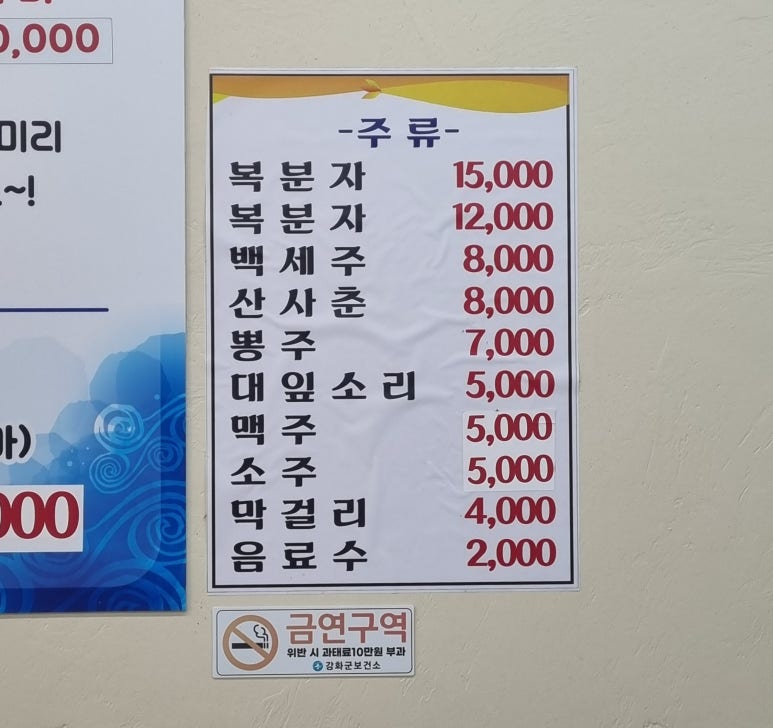 0,000
미리
~!
000
-주류-
복분자 15,000
복분자 12,000
백세주 8,000
산사춘 8,000
뽕주 7,000
대잎소리 5,000
맥주 5,000
소주 5,000
막걸리 4,000
음료수 2,000
금연구역
위반 시 과태료10만원 부과
강화군보건소